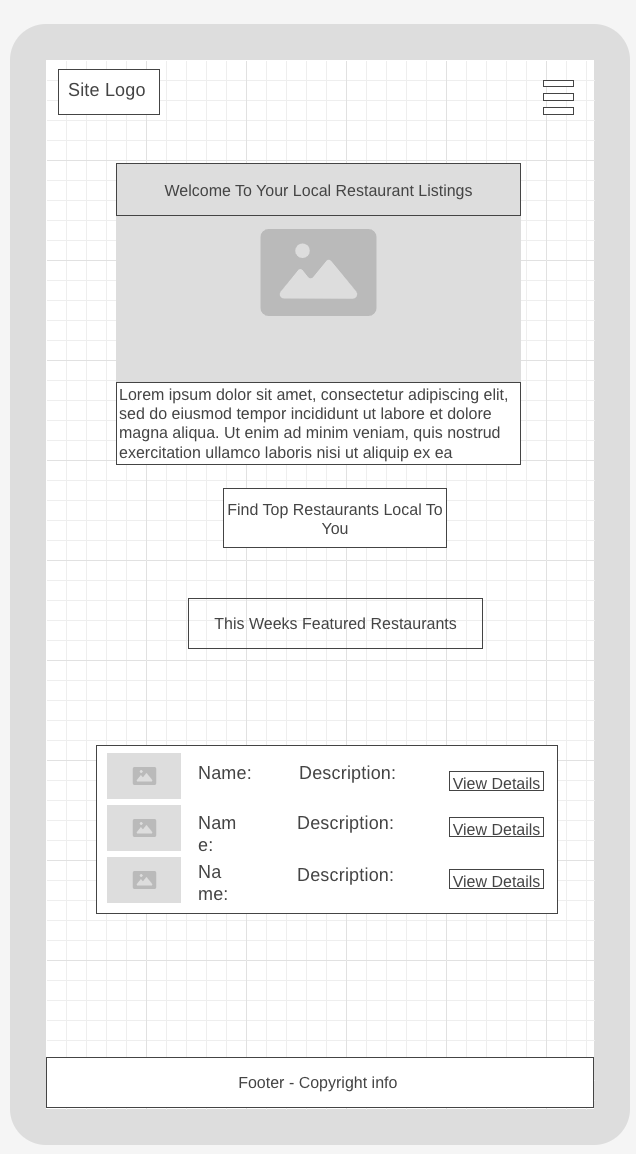 Site Logo
Welcome To Your Local Restaurant Listings
Lorem ipsum dolor sit amet, consectetur adipiscing elit,
sed do eiusmod tempor incididunt ut labore et dolore
magna aliqua. Ut enim ad minim veniam, quis nostrud
exercitation ullamco laboris nisi ut aliquip ex ea
Find Top Restaurants Local To
You
This Weeks Featured Restaurants
Name: Description: View Details
Nam
e:
Description: View Details
Na
me:
Description: View Details
Footer - Copyright info